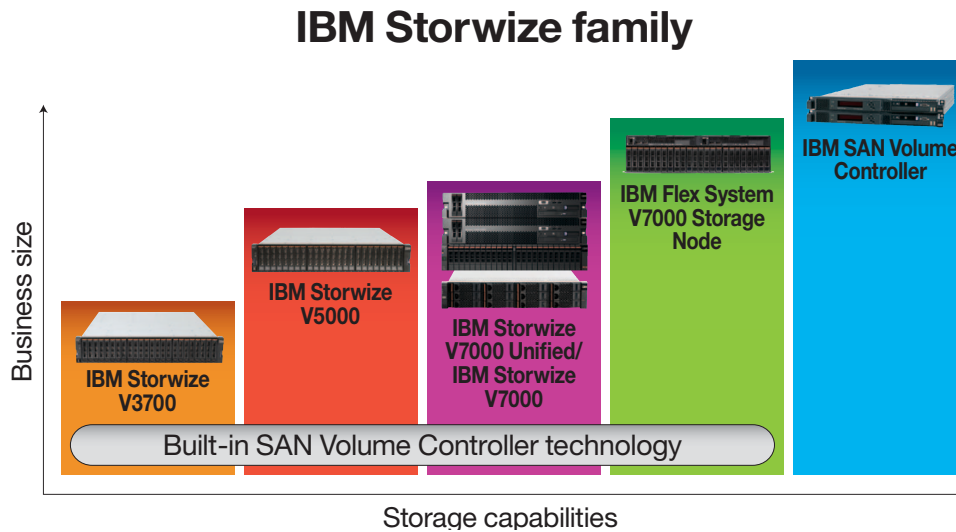 IBM Storwize family
Business size
IBM Storwize
V3700
IBM Storwize
V5000
IBM Storwize
V7000 Unified/
IBM Storwize
V7000
IBM Flex System
V7000 Storage
Node
IBM SAN Volume
Controller
Built-in SAN Volume Controller technology
Storage capabilities